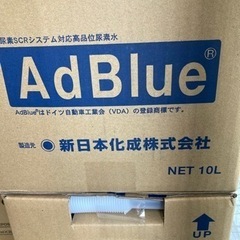 尿素SCRシステム対応高品位尿素水
AdBlue®
AdBlue®はドイツ自動車工業会（VDA）の登録商標です。
製造元 新日本化成株式会社
NET 10L
UP